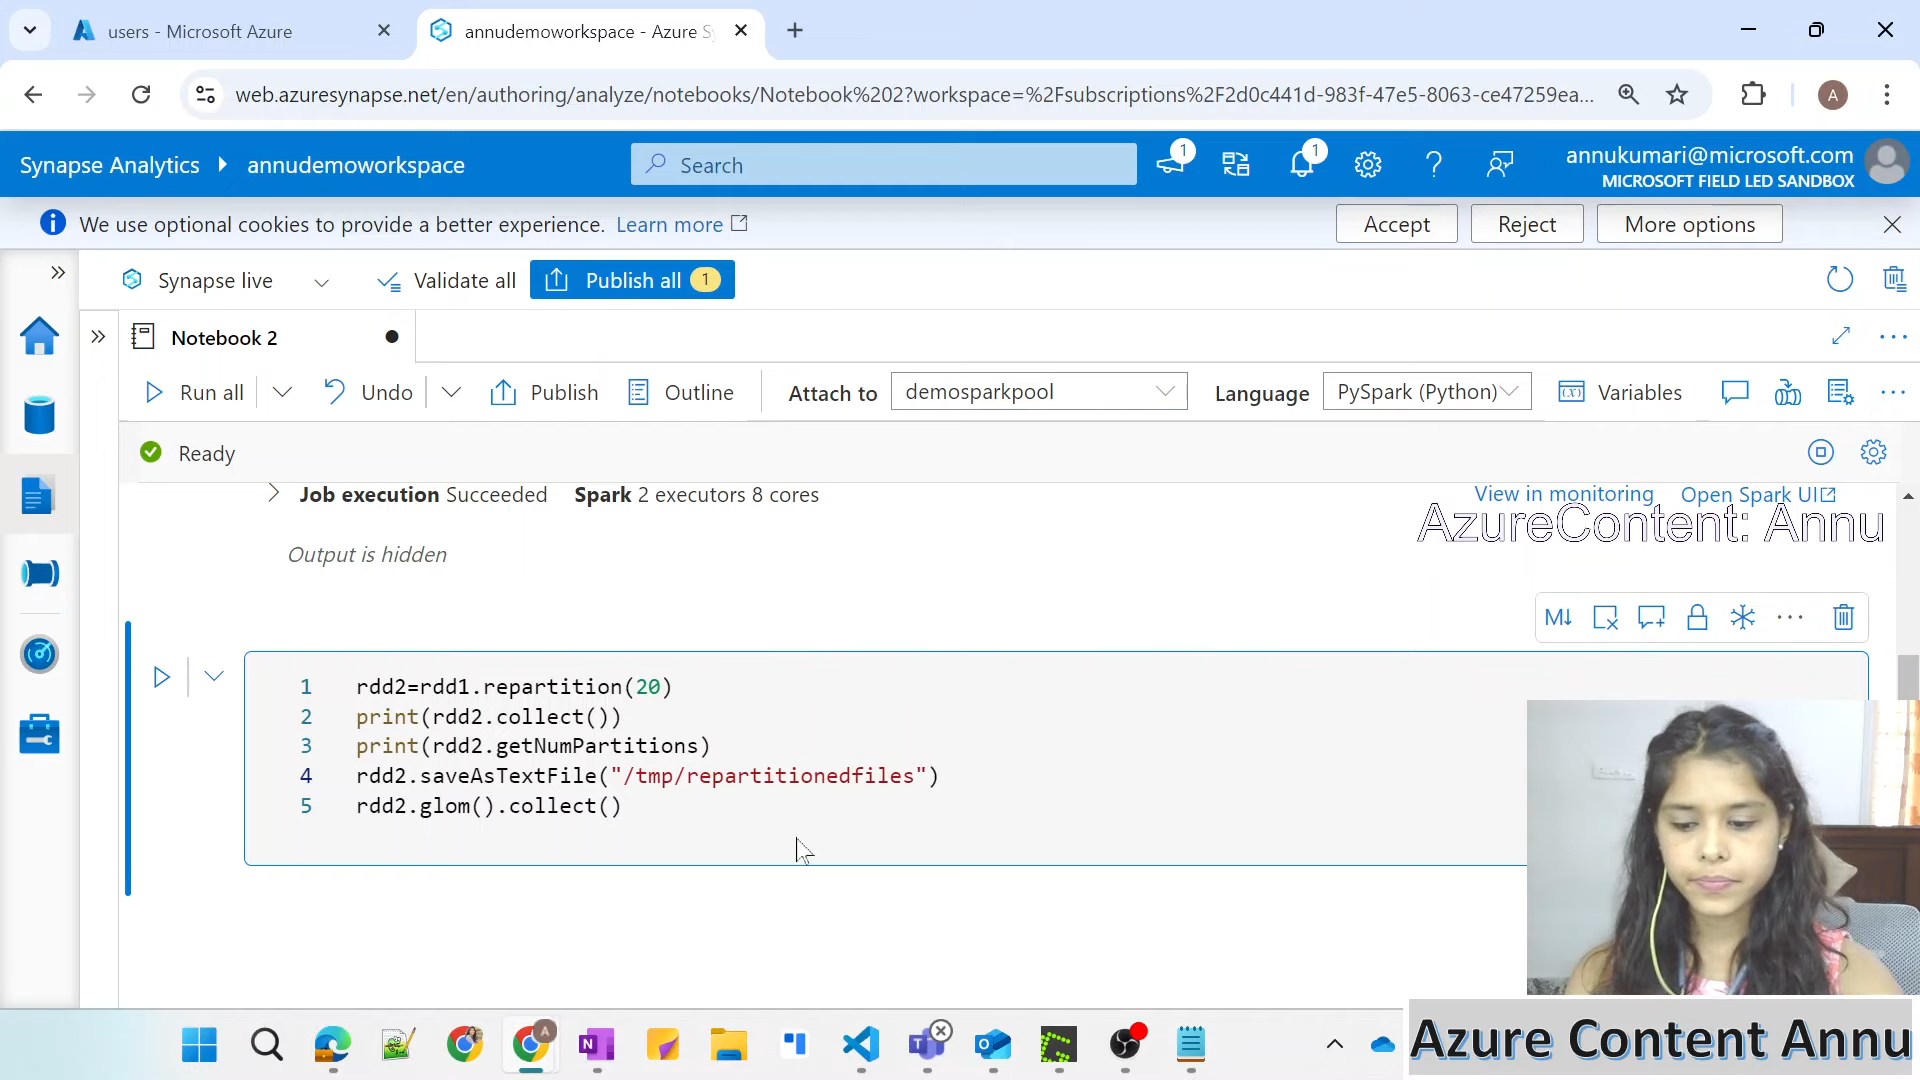 users - Microsoft Azure
annudemoworkspace - Azure S
web.azuresynapse.net/en/authoring/analyze/notebooks/Notebook%202?workspace=%2Fsubscriptions%2F2d0c441d-983f-47e5-8063-ce47259ea...
A
Synapse Analytics
annudemoworkspace
Search
1
1
annukumari@microsoft.com
MICROSOFT FIELD LED SANDBOX
We use optional cookies to provide a better experience. Learn more
Accept
Reject
More options
Synapse live
Validate all
Publish all 1
Notebook 2
Run all
Undo
Publish
Outline
Attach to
demosparkpool
Language
PySpark (Python)
Variables
Ready
Job execution Succeeded Spark 2 executors 8 cores
View in monitoring
Open Spark UI
AzureContent: Annu
Output is hidden
1 rdd2=rdd1.repartition(20)
2 print(rdd2.collect())
3 print(rdd2.getNumPartitions)
4 rdd2.saveAsTextFile("/tmp/repartitionedfiles")
5 rdd2.glom().collect()
Azure Content Annu